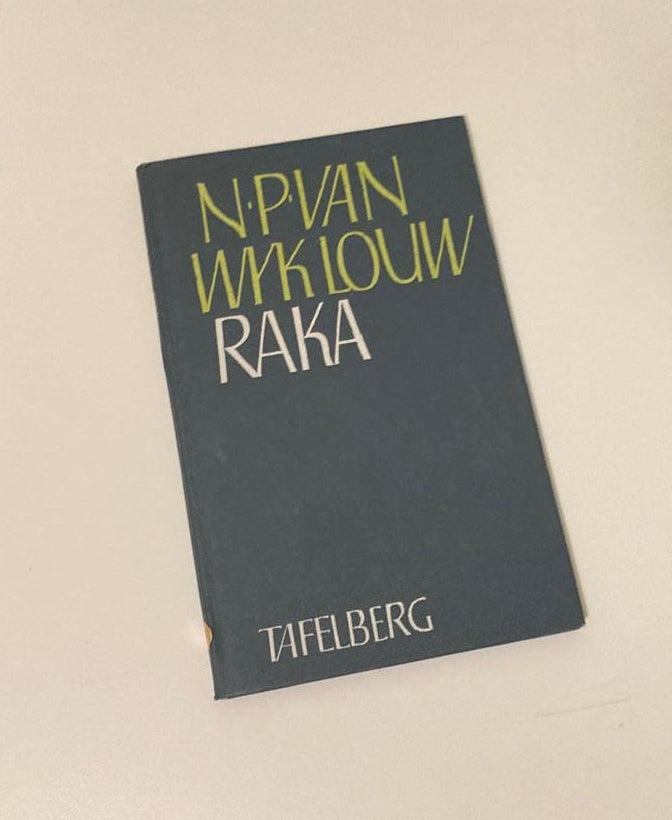 N·P·VAN
WYK LOUW
RAKA
TAFELBERG